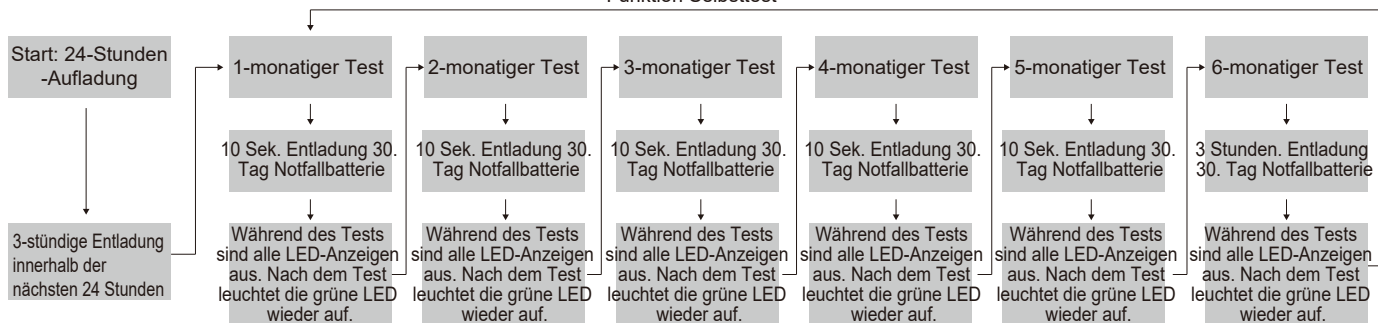 Funktion Selbsttest
Start: 24-Stunden
-Aufladung
3-stündige Entladung
innerhalb der
nächsten 24 Stunden
1-monatiger Test
10 Sek. Entladung 30.
Tag Notfallbatterie
Während des Tests
sind alle LED-Anzeigen
aus. Nach dem Test
leuchtet die grüne LED
wieder auf.
2-monatiger Test
10 Sek. Entladung 30.
Tag Notfallbatterie
Während des Tests
sind alle LED-Anzeigen
aus. Nach dem Test
leuchtet die grüne LED
wieder auf.
3-monatiger Test
10 Sek. Entladung 30.
Tag Notfallbatterie
Während des Tests
sind alle LED-Anzeigen
aus. Nach dem Test
leuchtet die grüne LED
wieder auf.
4-monatiger Test
10 Sek. Entladung 30.
Tag Notfallbatterie
Während des Tests
sind alle LED-Anzeigen
aus. Nach dem Test
leuchtet die grüne LED
wieder auf.
5-monatiger Test
10 Sek. Entladung 30.
Tag Notfallbatterie
Während des Tests
sind alle LED-Anzeigen
aus. Nach dem Test
leuchtet die grüne LED
wieder auf.
6-monatiger Test
3 Stunden. Entladung
30. Tag Notfallbatterie
Während des Tests
sind alle LED-Anzeigen
aus. Nach dem Test
leuchtet die grüne LED
wieder auf.